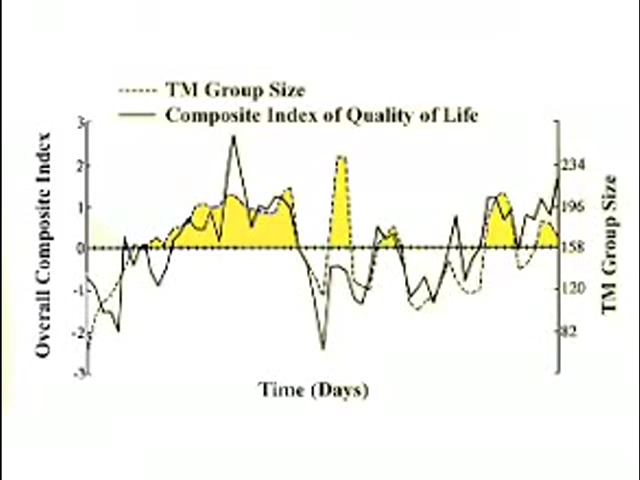 TM Group Size
Composite Index of Quality of Life
Overall Composite Index
3
2
1
0
-1
-2
-3
234
196
158
120
82
TM Group Size
Time (Days)